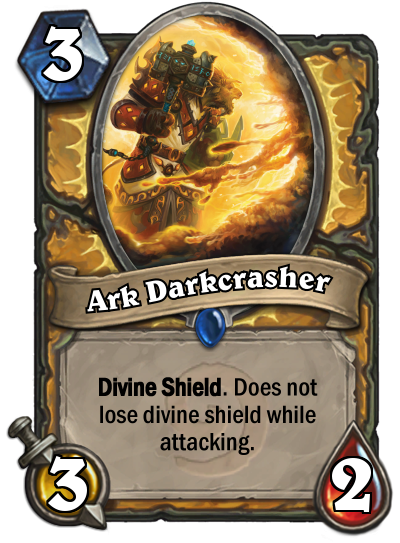 3
Ark Darkcrasher
Divine Shield. Does not
lose divine shield while
attacking.
3
2